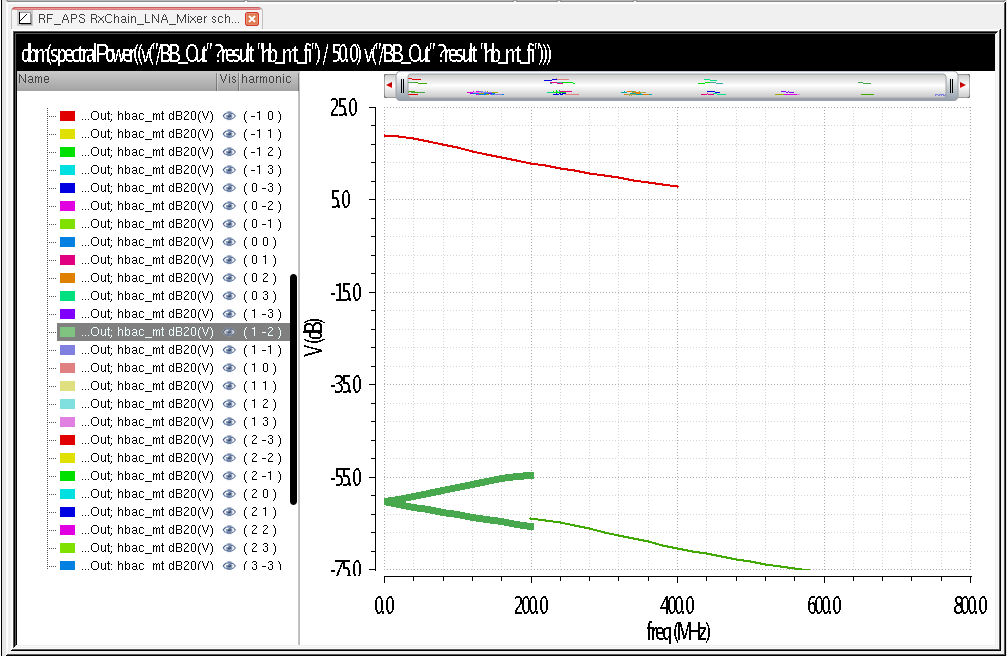 RF_APS RxChain_LNA_Mixer sch...
dbm(spectralPower((v("/BB_Out" ?result "hb_mt_fi") / 50.0) v("/BB_Out" ?result "hb_mt_fi")))
Name Vis harmonic
...Out; hbac_mt dB20(V) (-1 0)
...Out; hbac_mt dB20(V) (-1 1)
...Out; hbac_mt dB20(V) (-1 2)
...Out; hbac_mt dB20(V) (-1 3)
...Out; hbac_mt dB20(V) (0 -3)
...Out; hbac_mt dB20(V) (0 -2)
...Out; hbac_mt dB20(V) (0 -1)
...Out; hbac_mt dB20(V) (0 0)
...Out; hbac_mt dB20(V) (0 1)
...Out; hbac_mt dB20(V) (0 2)
...Out; hbac_mt dB20(V) (0 3)
...Out; hbac_mt dB20(V) (1 -3)
...Out; hbac_mt dB20(V) (1 -2)
...Out; hbac_mt dB20(V) (1 -1)
...Out; hbac_mt dB20(V) (1 0)
...Out; hbac_mt dB20(V) (1 1)
...Out; hbac_mt dB20(V) (1 2)
...Out; hbac_mt dB20(V) (1 3)
...Out; hbac_mt dB20(V) (2 -3)
...Out; hbac_mt dB20(V) (2 -2)
...Out; hbac_mt dB20(V) (2 -1)
...Out; hbac_mt dB20(V) (2 0)
...Out; hbac_mt dB20(V) (2 1)
...Out; hbac_mt dB20(V) (2 2)
...Out; hbac_mt dB20(V) (2 3)
...Out; hbac_mt dB20(V) (3 -3)
V (dB)
25.0
5.0
-15.0
-35.0
-55.0
-75.0
0.0 200.0 400.0 600.0 800.0
freq (MHz)